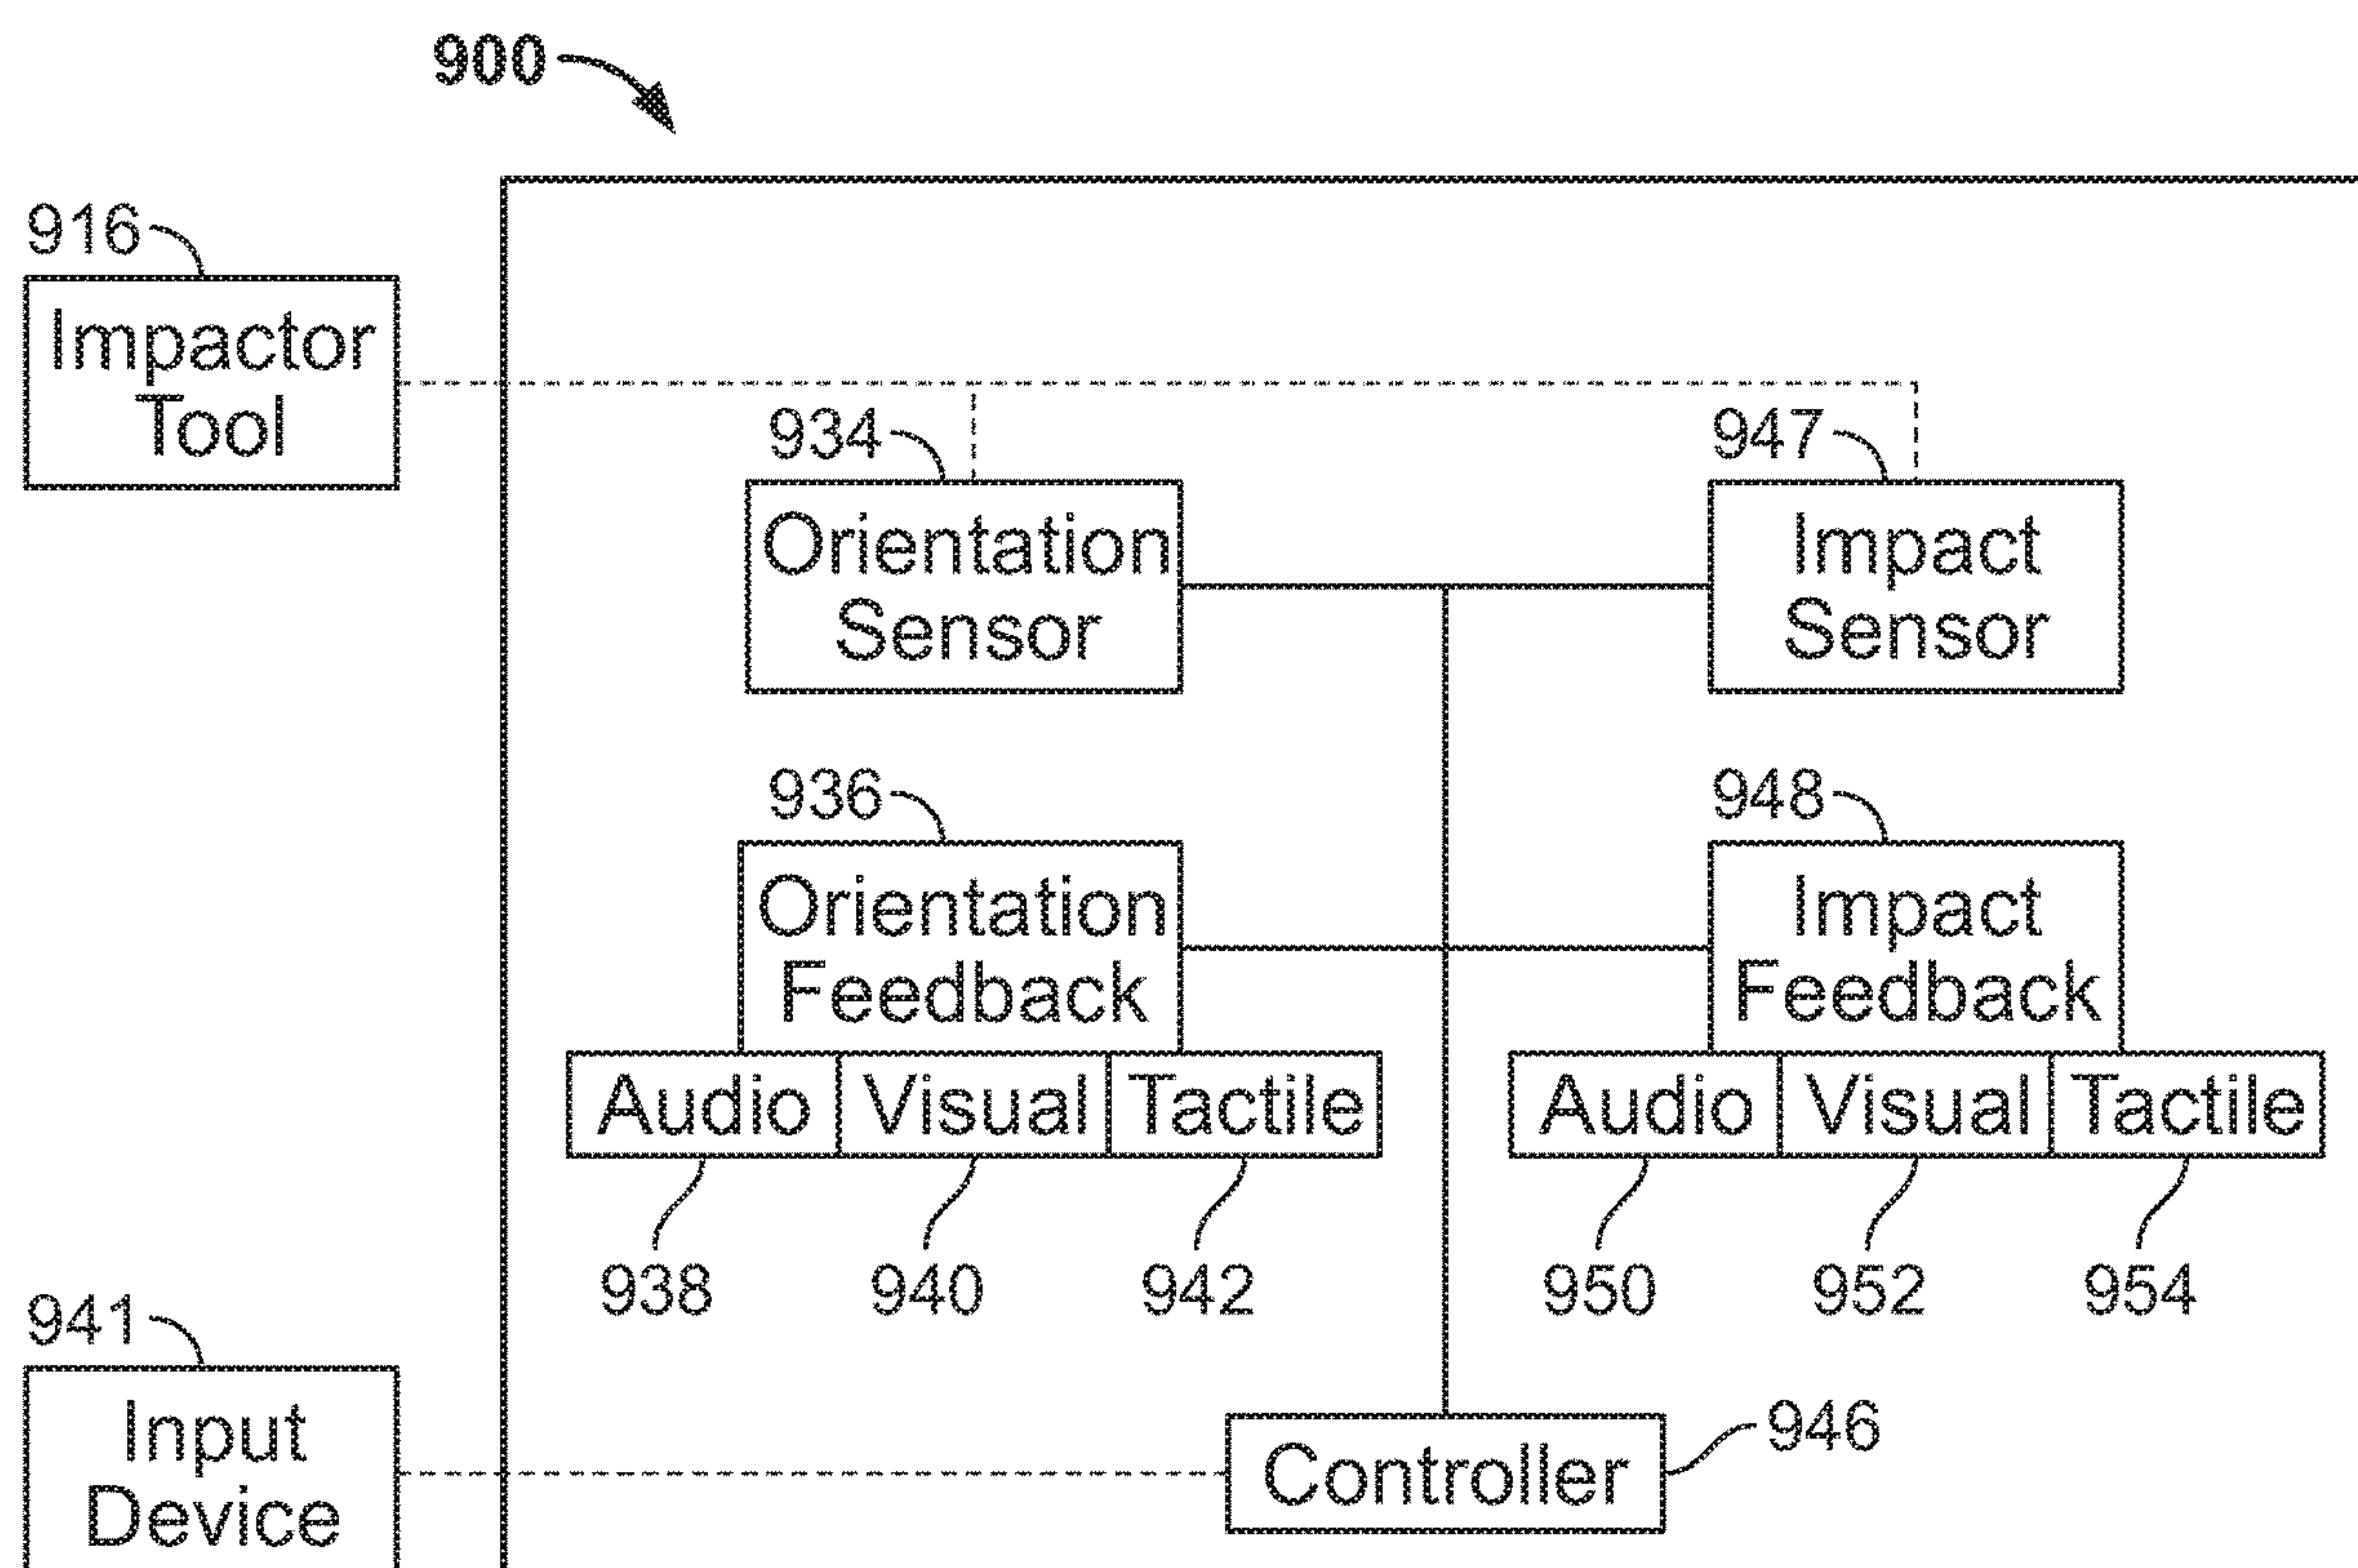 900
916
Impactor
Tool
934
947
Orientation
Sensor
Impact
Sensor
936
948
Orientation
Feedback
Impact
Feedback
Audio Visual Tactile
Audio Visual Tactile
938 940 942
950 952 954
941
Input
Device
946
Controller